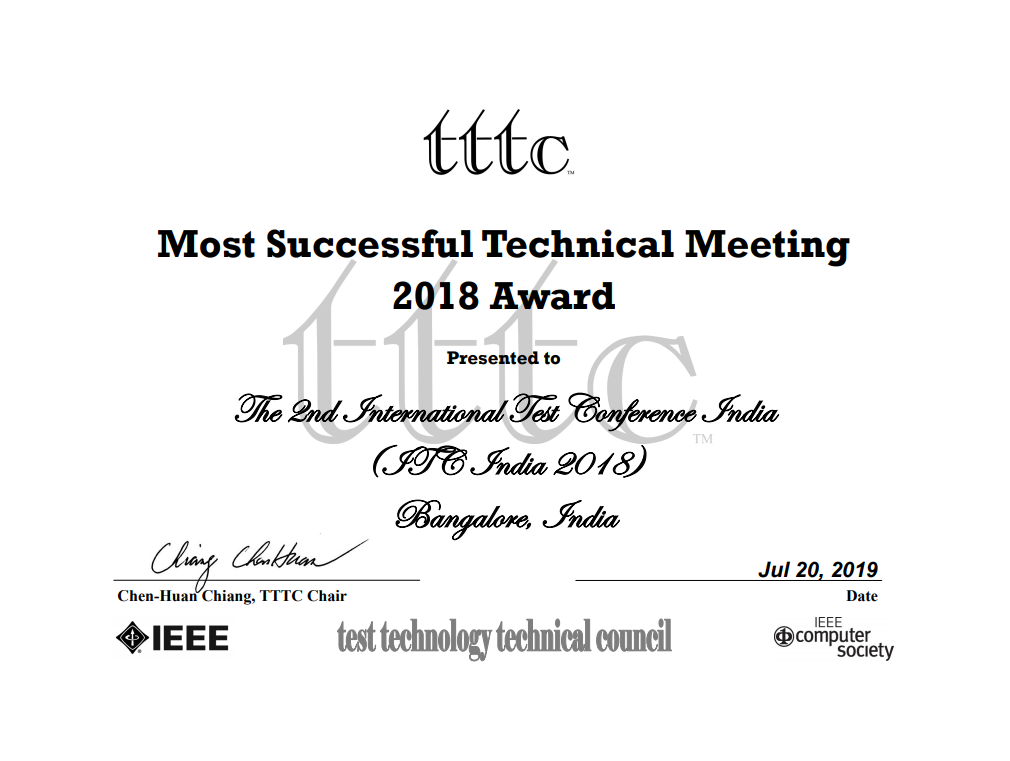 tttc™
Most Successful Technical Meeting
2018 Award
tttc™
Presented to
The 2nd International Test Conference India
(ITC India 2018)
Bangalore, India
Chiang ChenHuan
Jul 20, 2019
Chen-Huan Chiang, TTTC Chair
Date
IEEE
test technology technical council
IEEE
computer
society